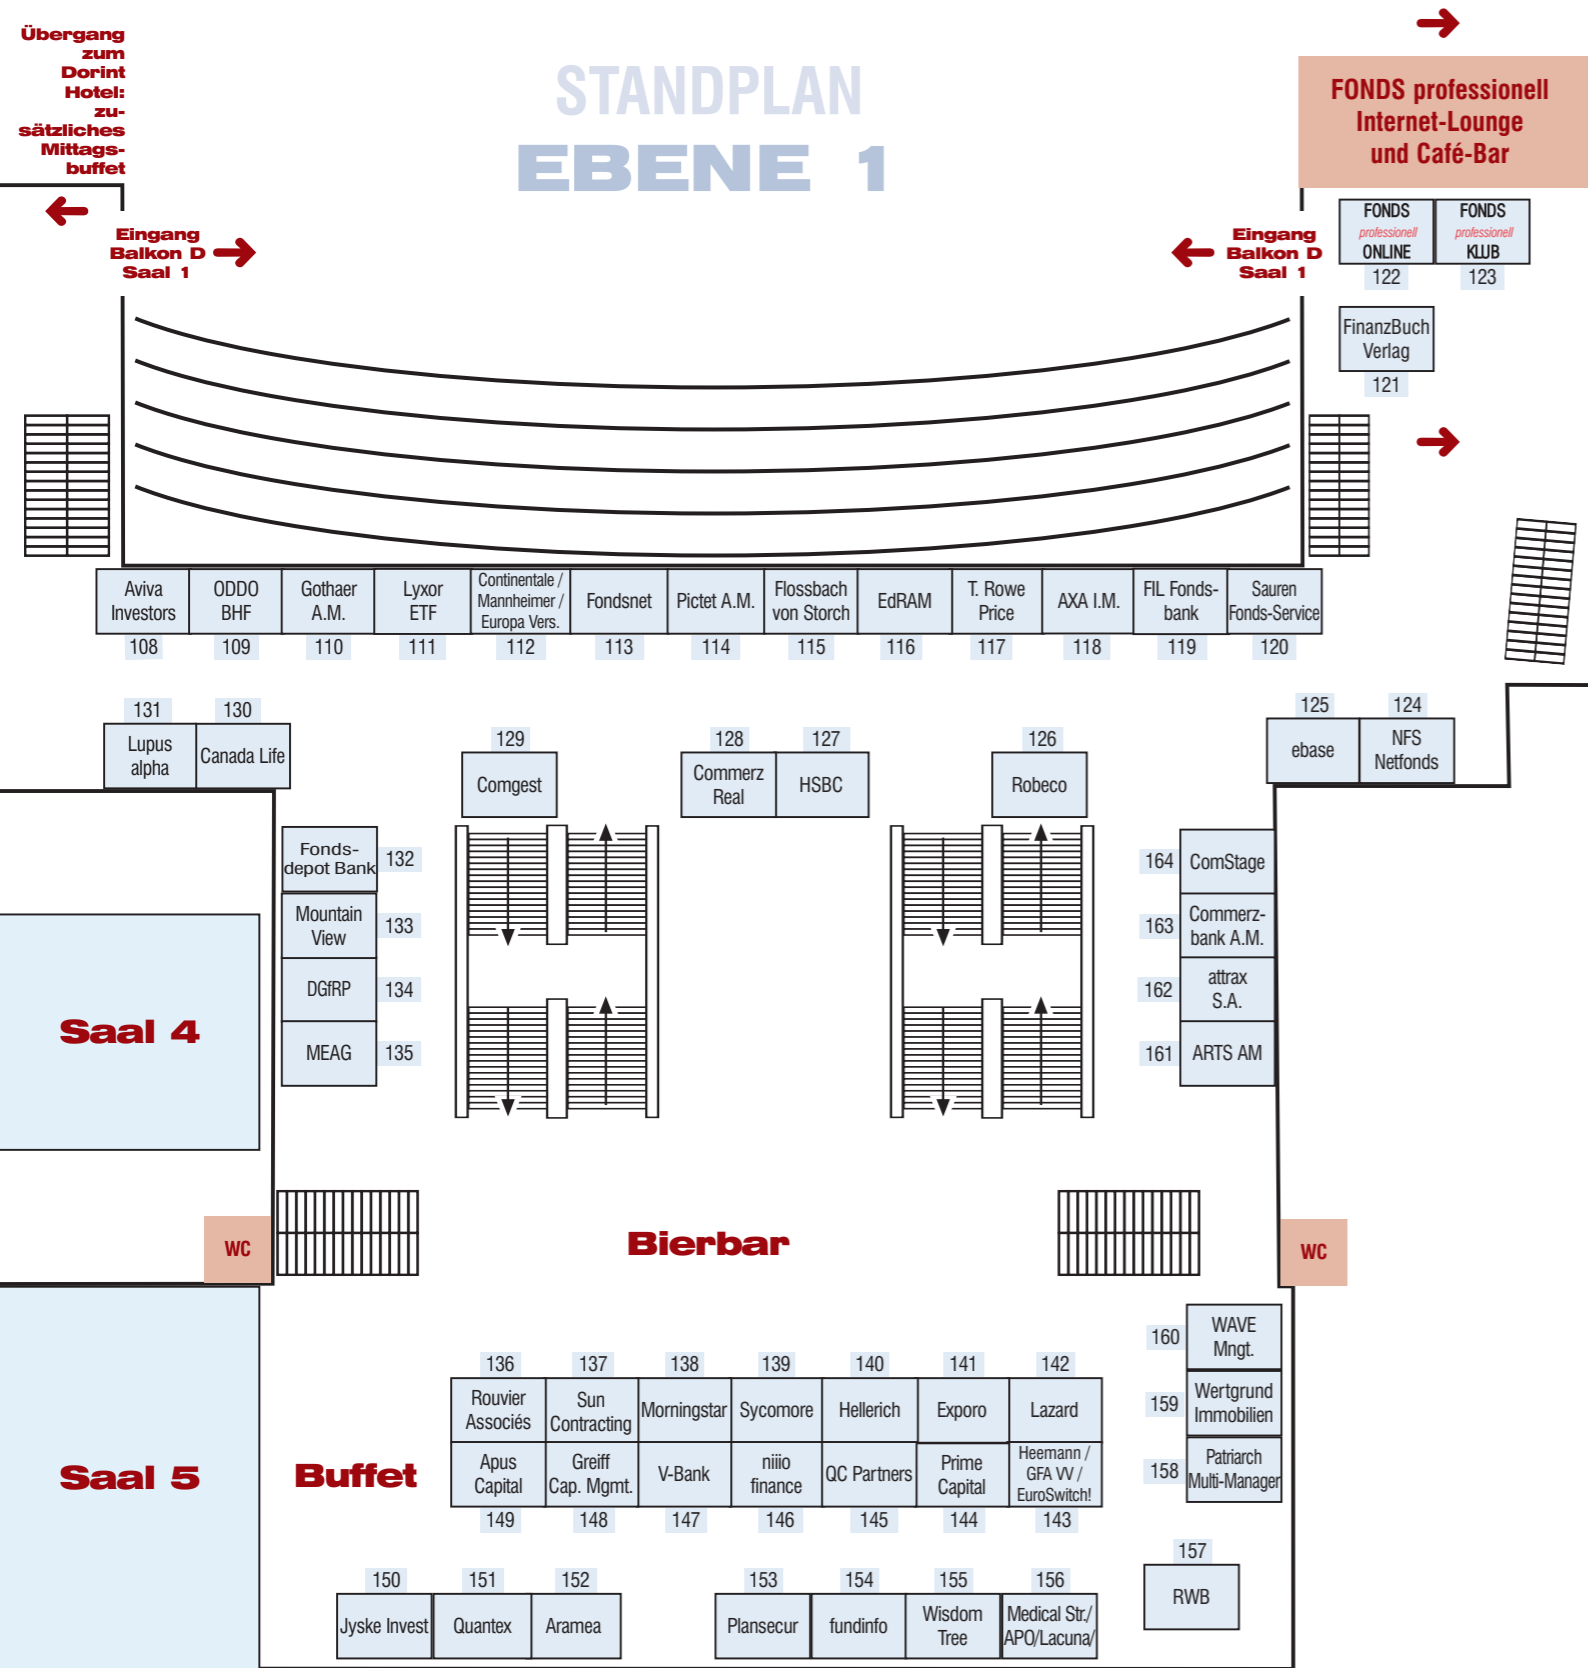 Übergang
zum
Dorint
Hotel:
zu-
sätzliches
Mittags-
buffet
STANDPLAN
EBENE 1
FONDS professionell
Internet-Lounge
und Café-Bar
Eingang
Balkon D
Saal 1
Eingang
Balkon D
Saal 1
FONDS
professionell
ONLINE
122
FONDS
professionell
KLUB
123
FinanzBuch
Verlag
121
Aviva
Investors
108
ODDO
BHF
109
Gothaer
A.M.
110
Lyxor
ETF
111
Continentale /
Mannheimer /
Europa Vers.
112
Fondsnet
113
Pictet A.M.
114
Flossbach
von Storch
115
EdRAM
116
T. Rowe
Price
117
AXA I.M.
118
FIL Fonds-
bank
119
Sauren
Fonds-Service
120
131
Lupus
alpha
130
Canada Life
129
Comgest
128
Commerz
Real
127
HSBC
126
Robeco
125
ebase
124
NFS
Netfonds
Fonds-
depot Bank
132
Mountain
View
133
DGfRP
134
MEAG
135
164
ComStage
163
Commerz-
bank A.M.
162
attrax
S.A.
161
ARTS AM
Saal 4
WC
Bierbar
WC
Saal 5
Buffet
136
Rouvier
Associés
137
Sun
Contracting
138
Morningstar
139
Sycomore
140
Hellerich
141
Exporo
142
Lazard
Apus
Capital
149
Greiff
Cap. Mgmt.
148
V-Bank
147
niiio
finance
146
QC Partners
145
Prime
Capital
144
Heemann /
GFA VV /
EuroSwitch!
143
160
WAVE
Mngt.
159
Wertgrund
Immobilien
158
Patriarch
Multi-Manager
157
RWB
150
Jyske Invest
151
Quantex
152
Aramea
153
Plansecur
154
fundinfo
155
Wisdom
Tree
156
Medical Str./
APO/Lacuna/